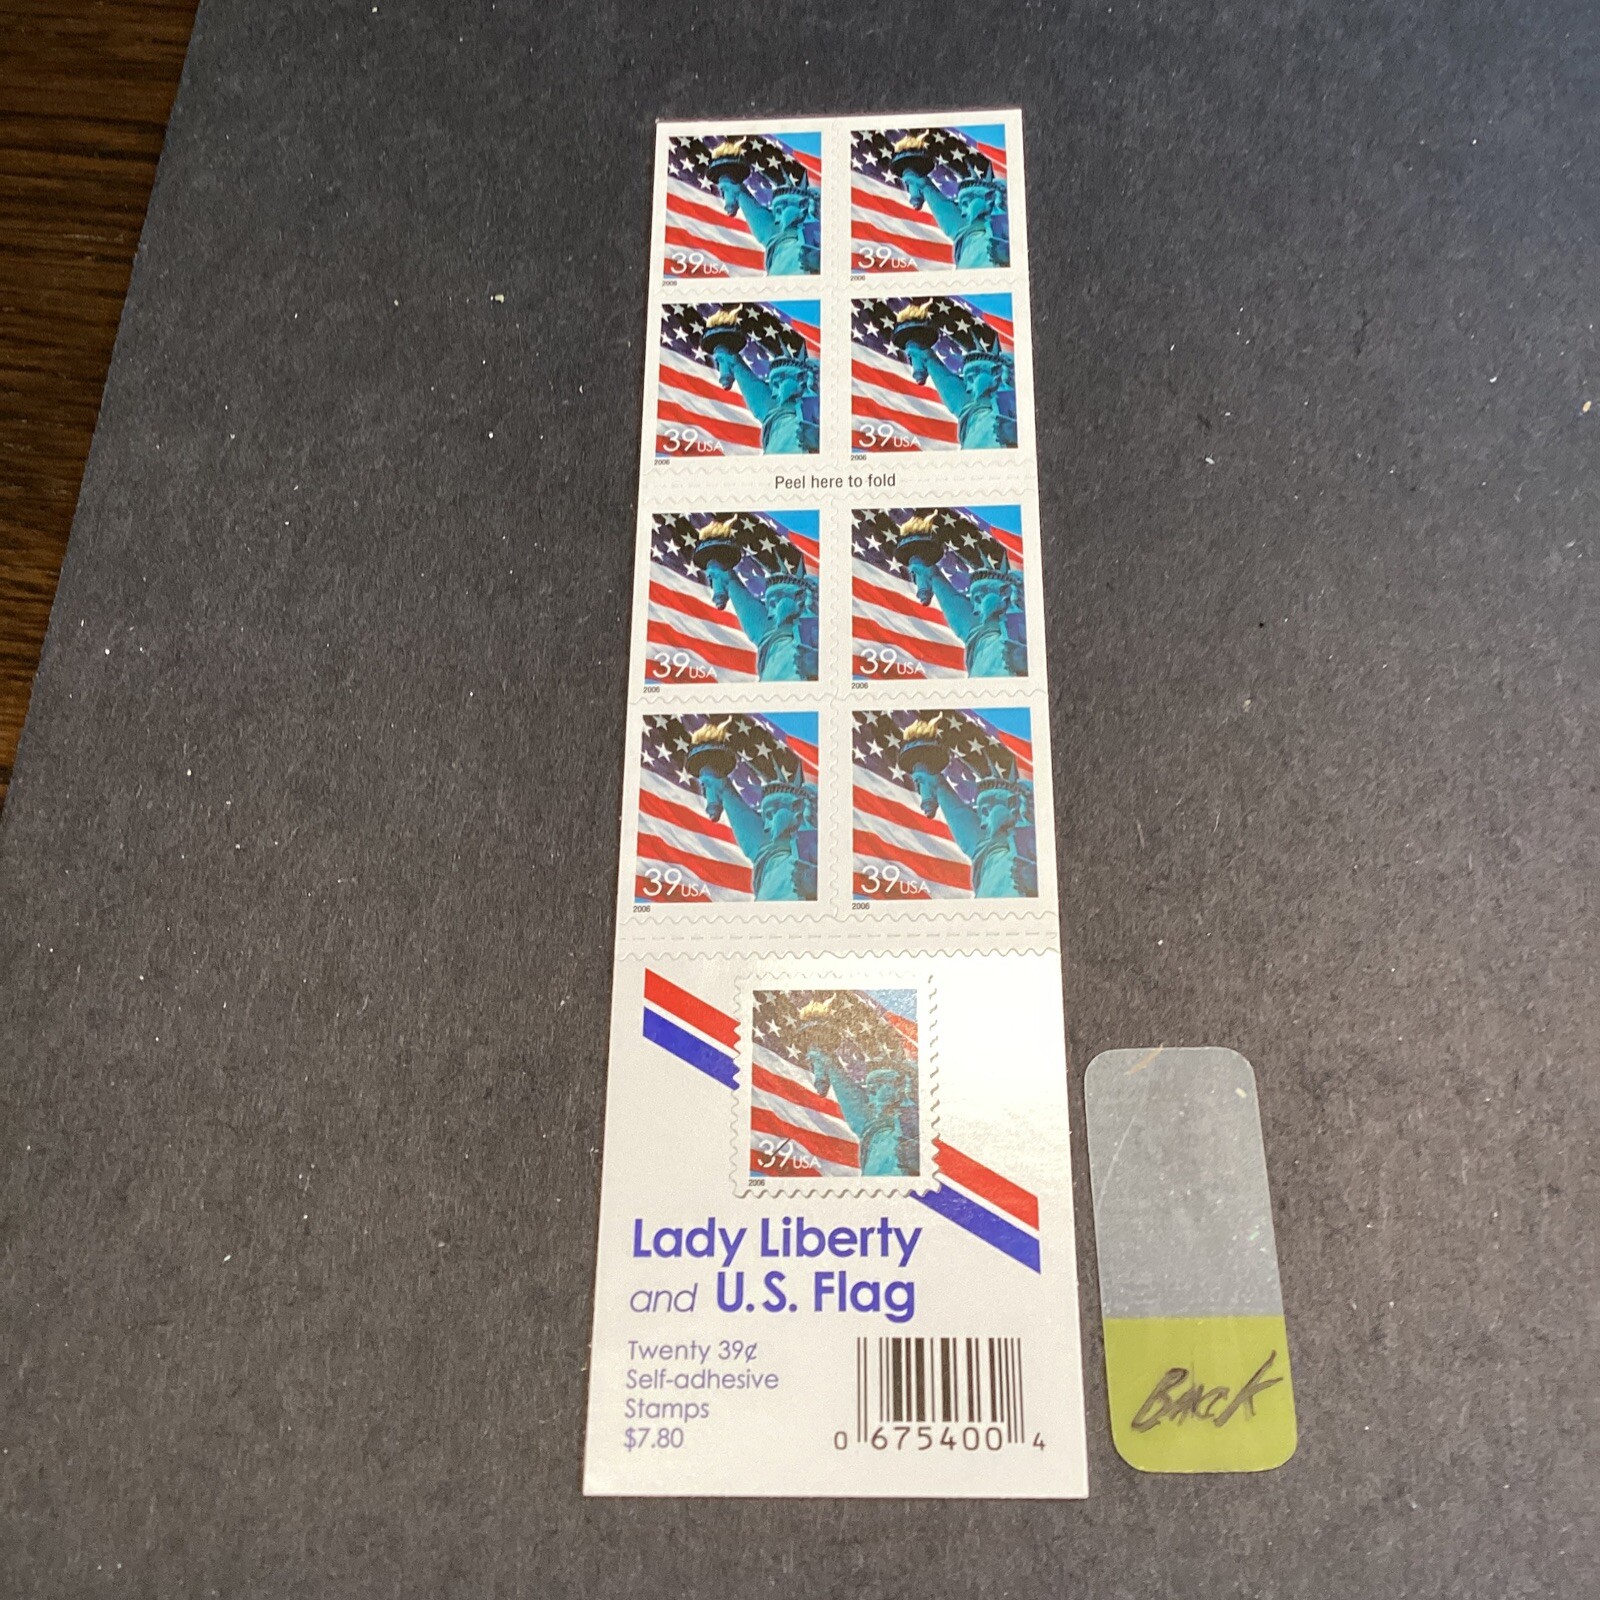 39 USA 39 USA
2006 2006
39 USA 39 USA
2006 2006
Peel here to fold
39 USA 39 USA
2006 2006
39 USA 39 USA
2006 2006
39 USA
2006
Lady Liberty
and U.S. Flag
Twenty 39¢
Self-adhesive
Stamps
$7.80
0 675400 4